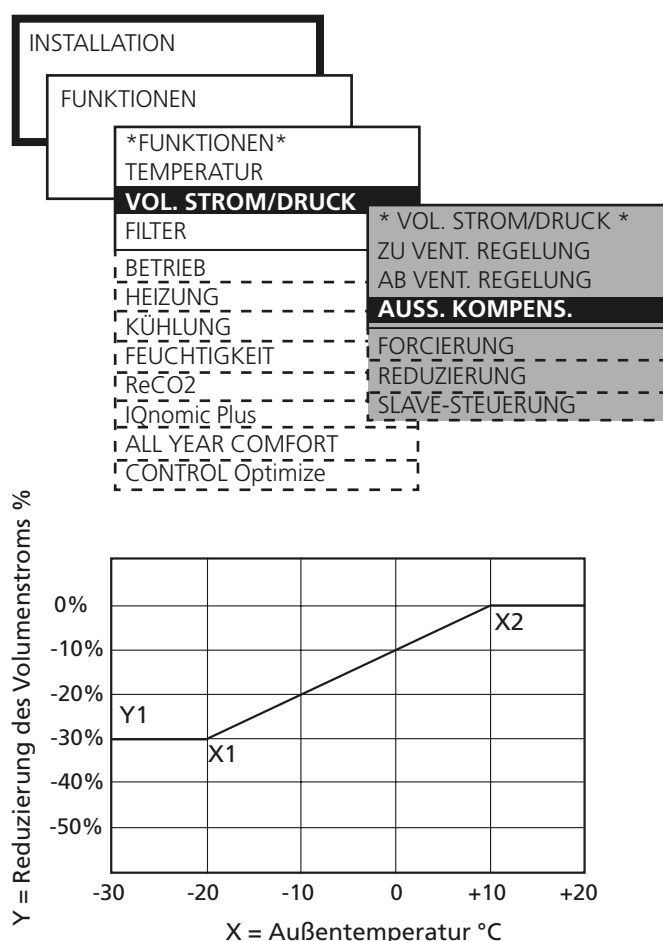 INSTALLATION
FUNKTIONEN
*FUNKTIONEN*
TEMPERATUR
VOL. STROM/DRUCK
FILTER
BETRIEB
HEIZUNG
KÜHLUNG
FEUCHTIGKEIT
ReCO2
IQnomic Plus
ALL YEAR COMFORT
CONTROL Optimize
* VOL. STROM/DRUCK *
ZU VENT. REGELUNG
AB VENT. REGELUNG
AUSS. KOMPENS.
FORCIERUNG
REDUZIERUNG
SLAVE-STEUERUNG
Y = Reduzierung des Volumenstroms %
0%
-10%
-20%
-30%
-40%
-50%
Y1
X1
X2
-30 -20 -10 0 +10 +20
X = Außentemperatur °C